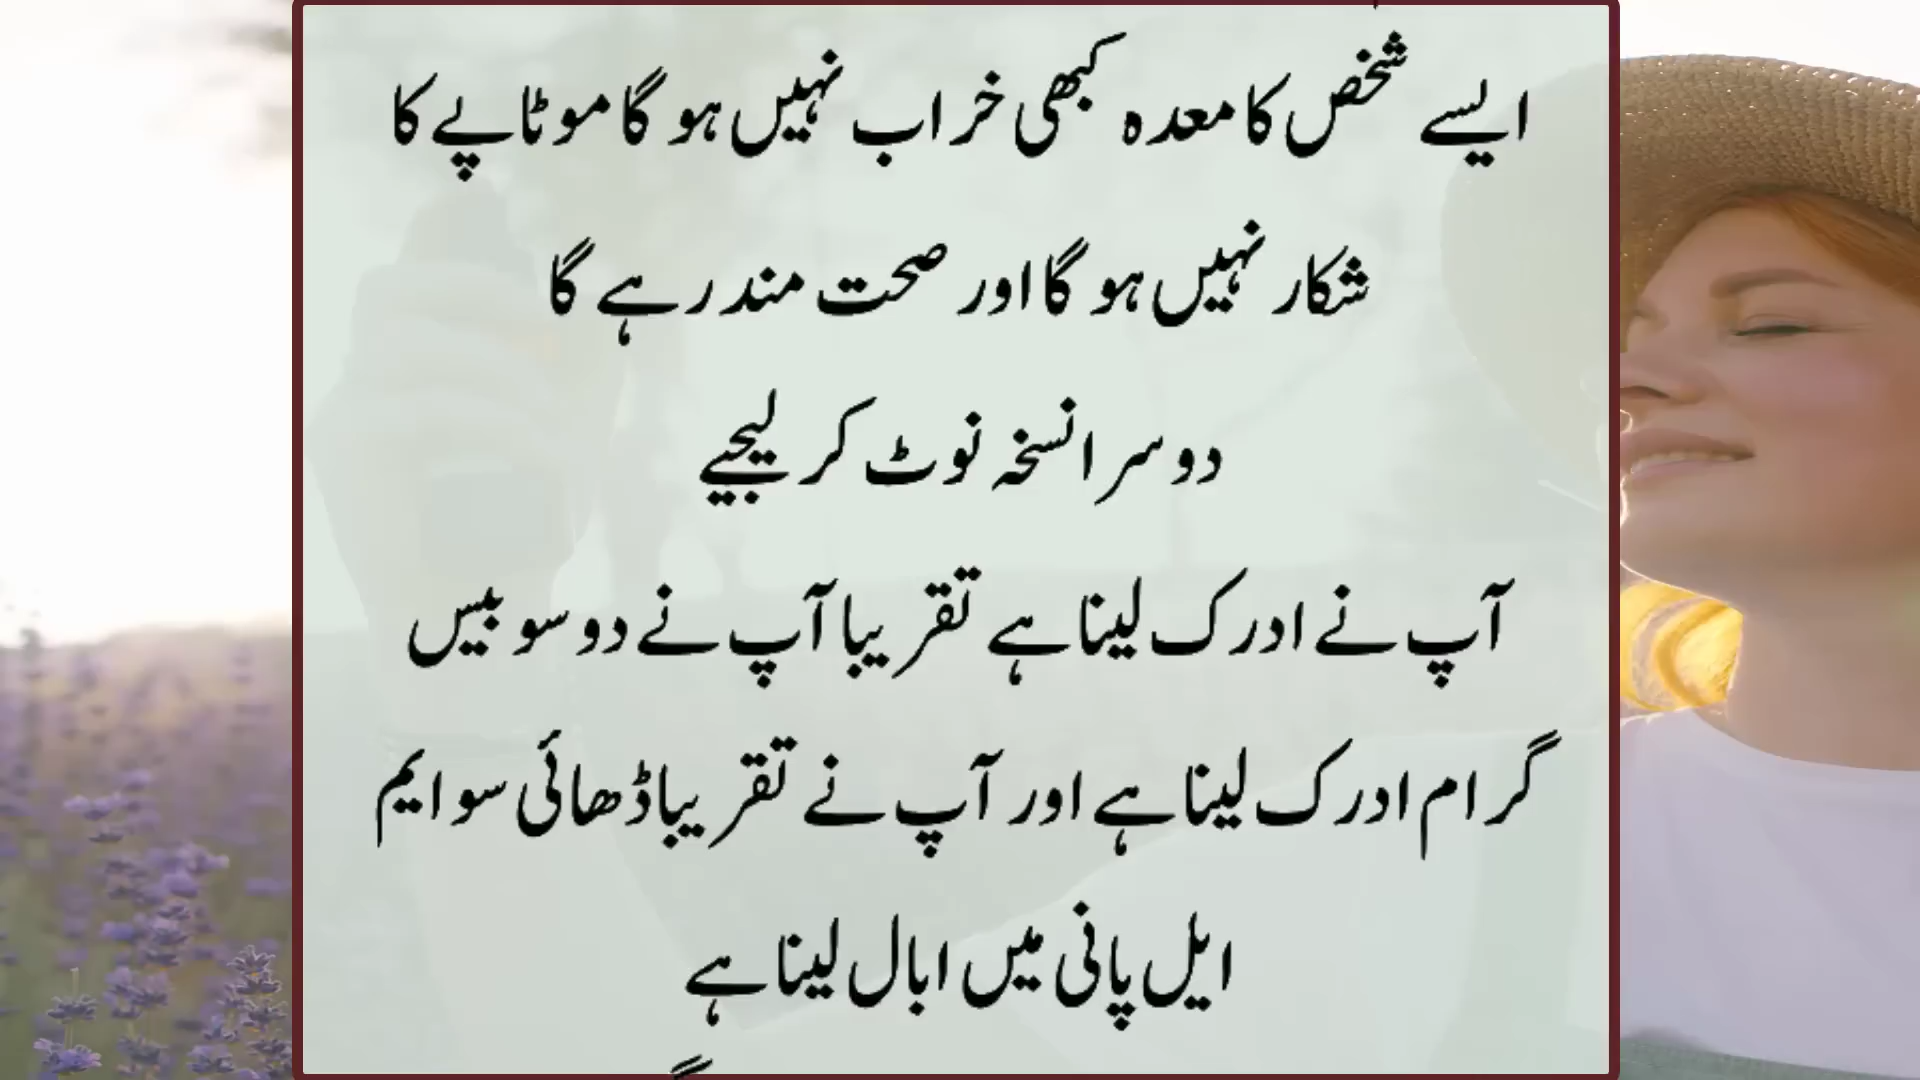 ایسے شخص کا معدہ کبھی خراب نہیں ہو گا موٹاپے کا
شکار نہیں ہو گا اور صحت مند رہے گا
دوسرا نسخہ نوٹ کر لیجیے
آپ نے ادرک لینا ہے تقریبا آپ نے دو سو بیس
گرام ادرک لینا ہے اور آپ نے تقریبا ڈھائی سو ایم
ایل پانی میں ابال لینا ہے